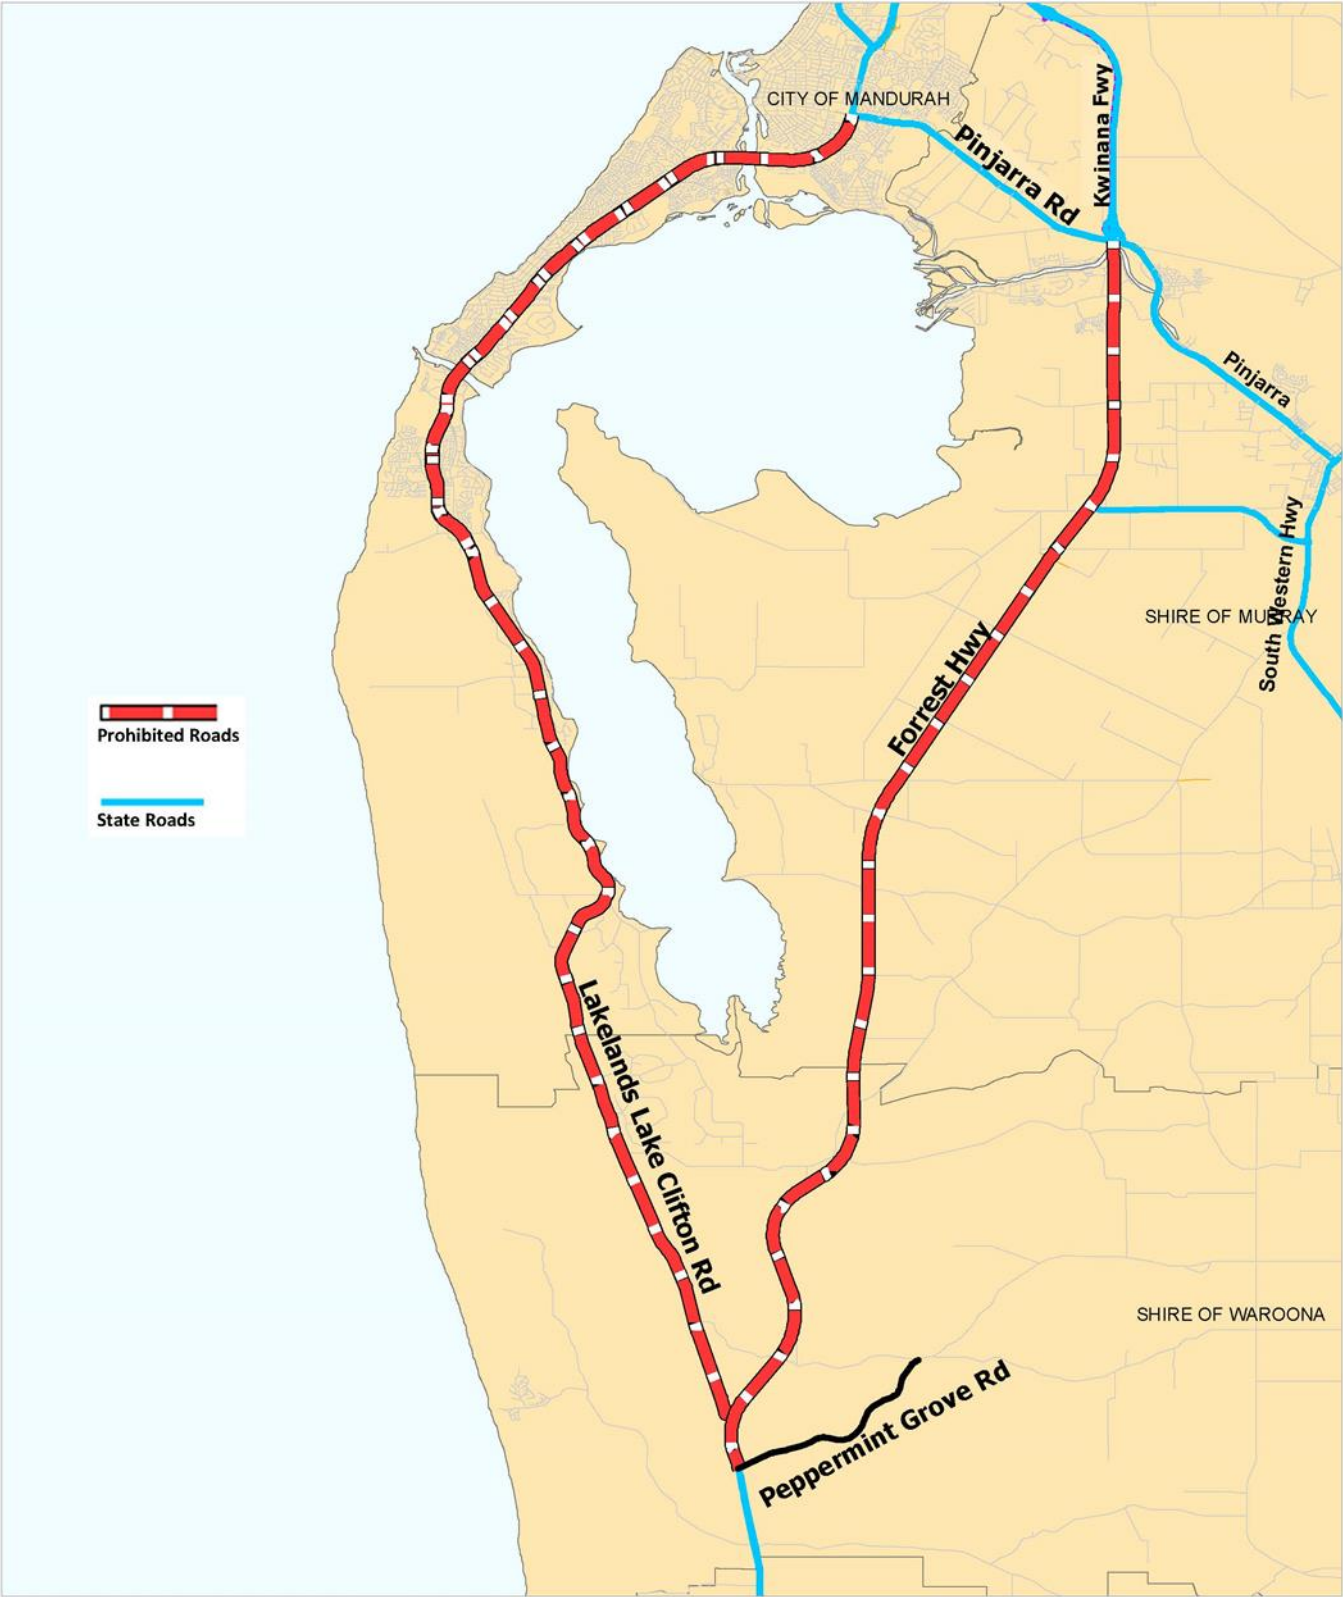 CITY OF MANDURAH
Kwinana Fwy
Pinjarra Rd
Pinjarra
South Western Hwy
SHIRE OF MURRAY
Forrest Hwy
Prohibited Roads
State Roads
Lakelands Lake Clifton Rd
SHIRE OF WAROONA
Peppermint Grove Rd